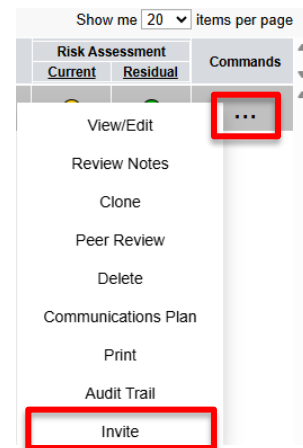 Show me 20 items per page
Risk Assessment
Commands
Current Residual
...
View/Edit
Review Notes
Clone
Peer Review
Delete
Communications Plan
Print
Audit Trail
Invite